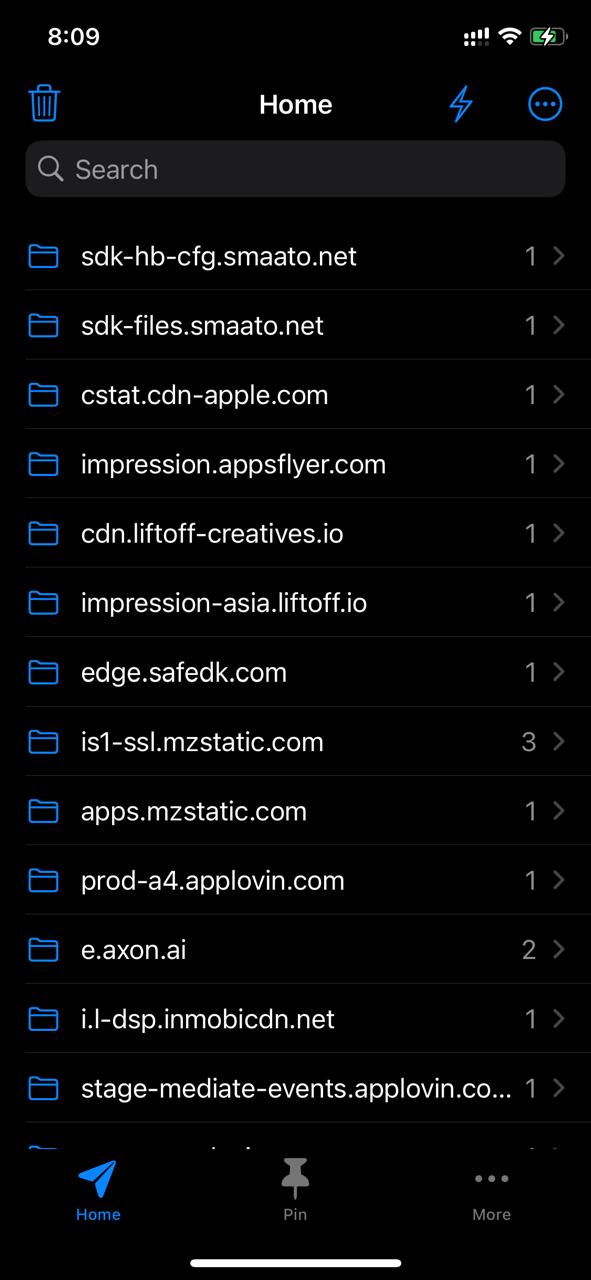 8:09
Home
Search
sdk-hb-cfg.smaato.net 1
sdk-files.smaato.net 1
cstat.cdn-apple.com 1
impression.appsflyer.com 1
cdn.liftoff-creatives.io 1
impression-asia.liftoff.io 1
edge.safedk.com 1
is1-ssl.mzstatic.com 3
apps.mzstatic.com 1
prod-a4.applovin.com 1
e.axon.ai 2
i.l-dsp.inmobicdn.net 1
stage-mediate-events.applovin.co... 1
Home Pin More